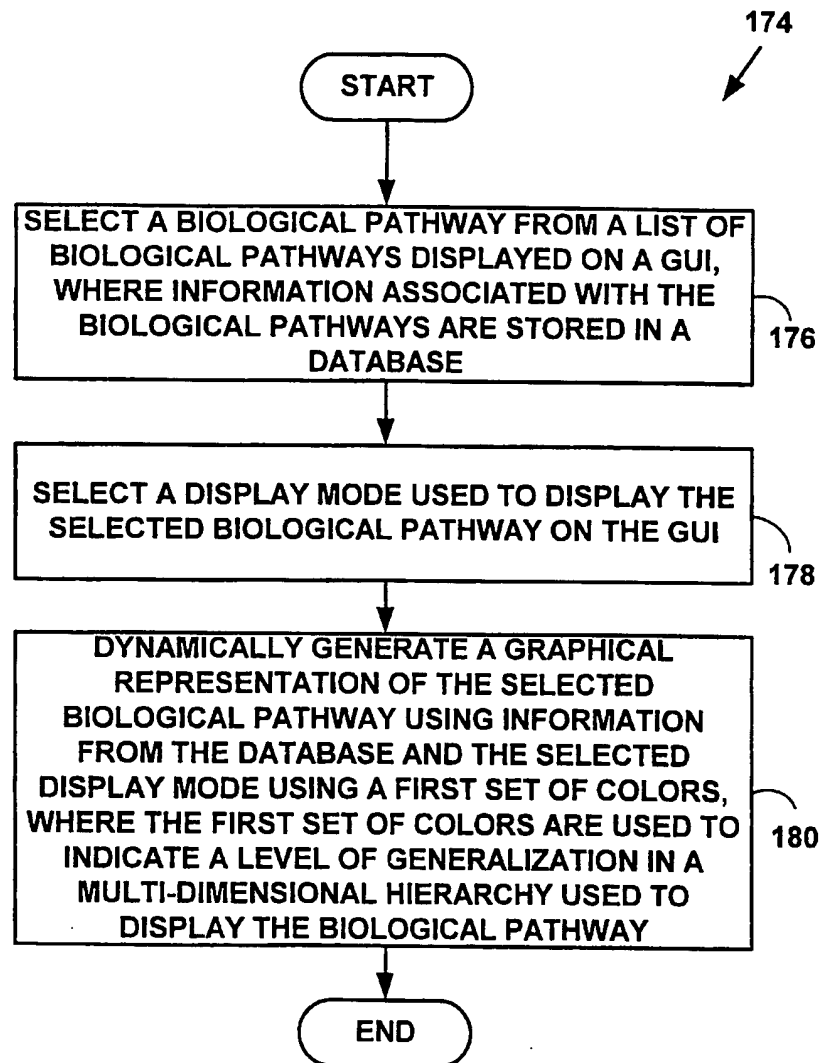 174
START
SELECT A BIOLOGICAL PATHWAY FROM A LIST OF
BIOLOGICAL PATHWAYS DISPLAYED ON A GUI,
WHERE INFORMATION ASSOCIATED WITH THE
BIOLOGICAL PATHWAYS ARE STORED IN A
DATABASE
176
SELECT A DISPLAY MODE USED TO DISPLAY THE
SELECTED BIOLOGICAL PATHWAY ON THE GUI
178
DYNAMICALLY GENERATE A GRAPHICAL
REPRESENTATION OF THE SELECTED
BIOLOGICAL PATHWAY USING INFORMATION
FROM THE DATABASE AND THE SELECTED
DISPLAY MODE USING A FIRST SET OF COLORS,
WHERE THE FIRST SET OF COLORS ARE USED TO
INDICATE A LEVEL OF GENERALIZATION IN A
MULTI-DIMENSIONAL HIERARCHY USED TO
DISPLAY THE BIOLOGICAL PATHWAY
180
END